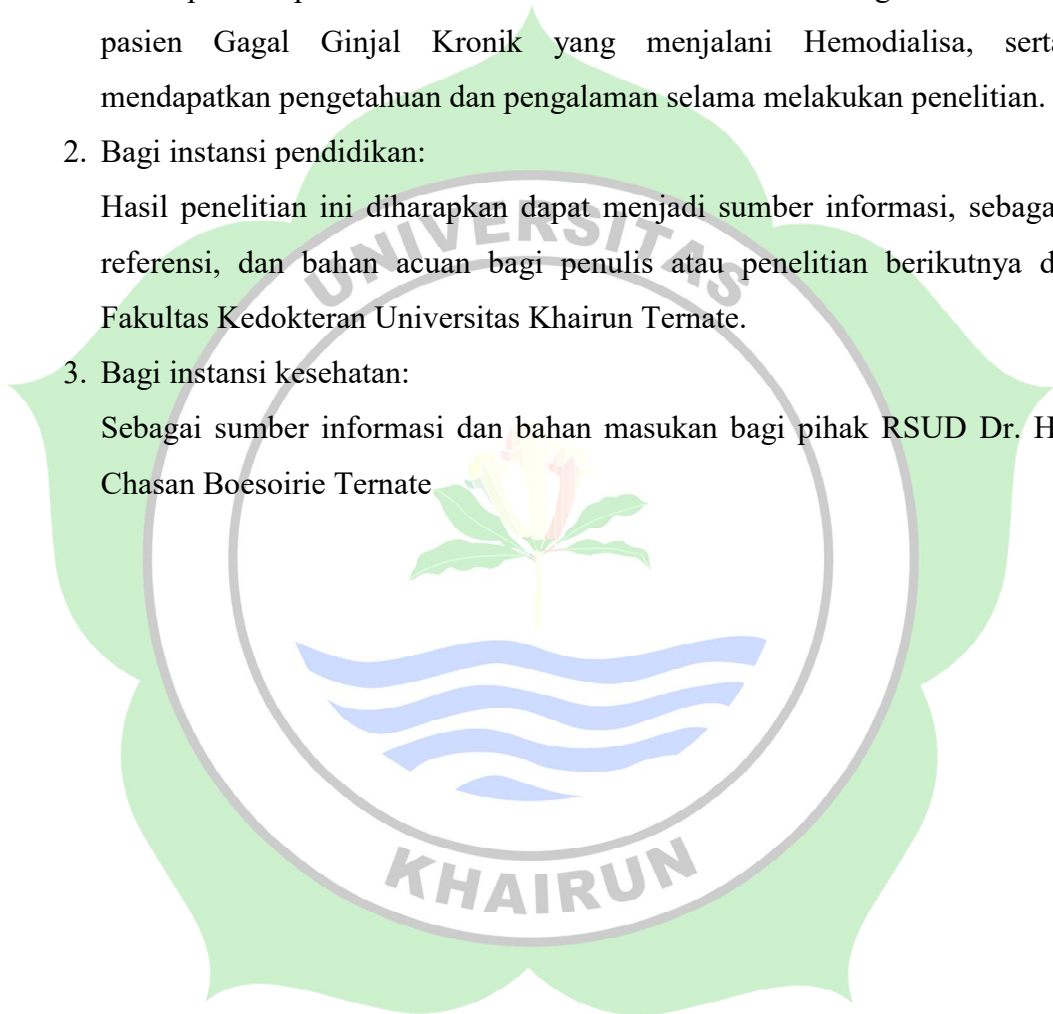 pasien Gagal Ginjal Kronik yang menjalani Hemodialisa, serta
mendapatkan pengetahuan dan pengalaman selama melakukan penelitian.
2. Bagi instansi pendidikan:
Hasil penelitian ini diharapkan dapat menjadi sumber informasi, sebaga
referensi, dan bahan acuan bagi penulis atau penelitian berikutnya d
Fakultas Kedokteran Universitas Khairun Ternate.
3. Bagi instansi kesehatan:
Sebagai sumber informasi dan bahan masukan bagi pihak RSUD Dr. H
Chasan Boesoirie Ternate
UNIVERSITAS
KHAIRUN